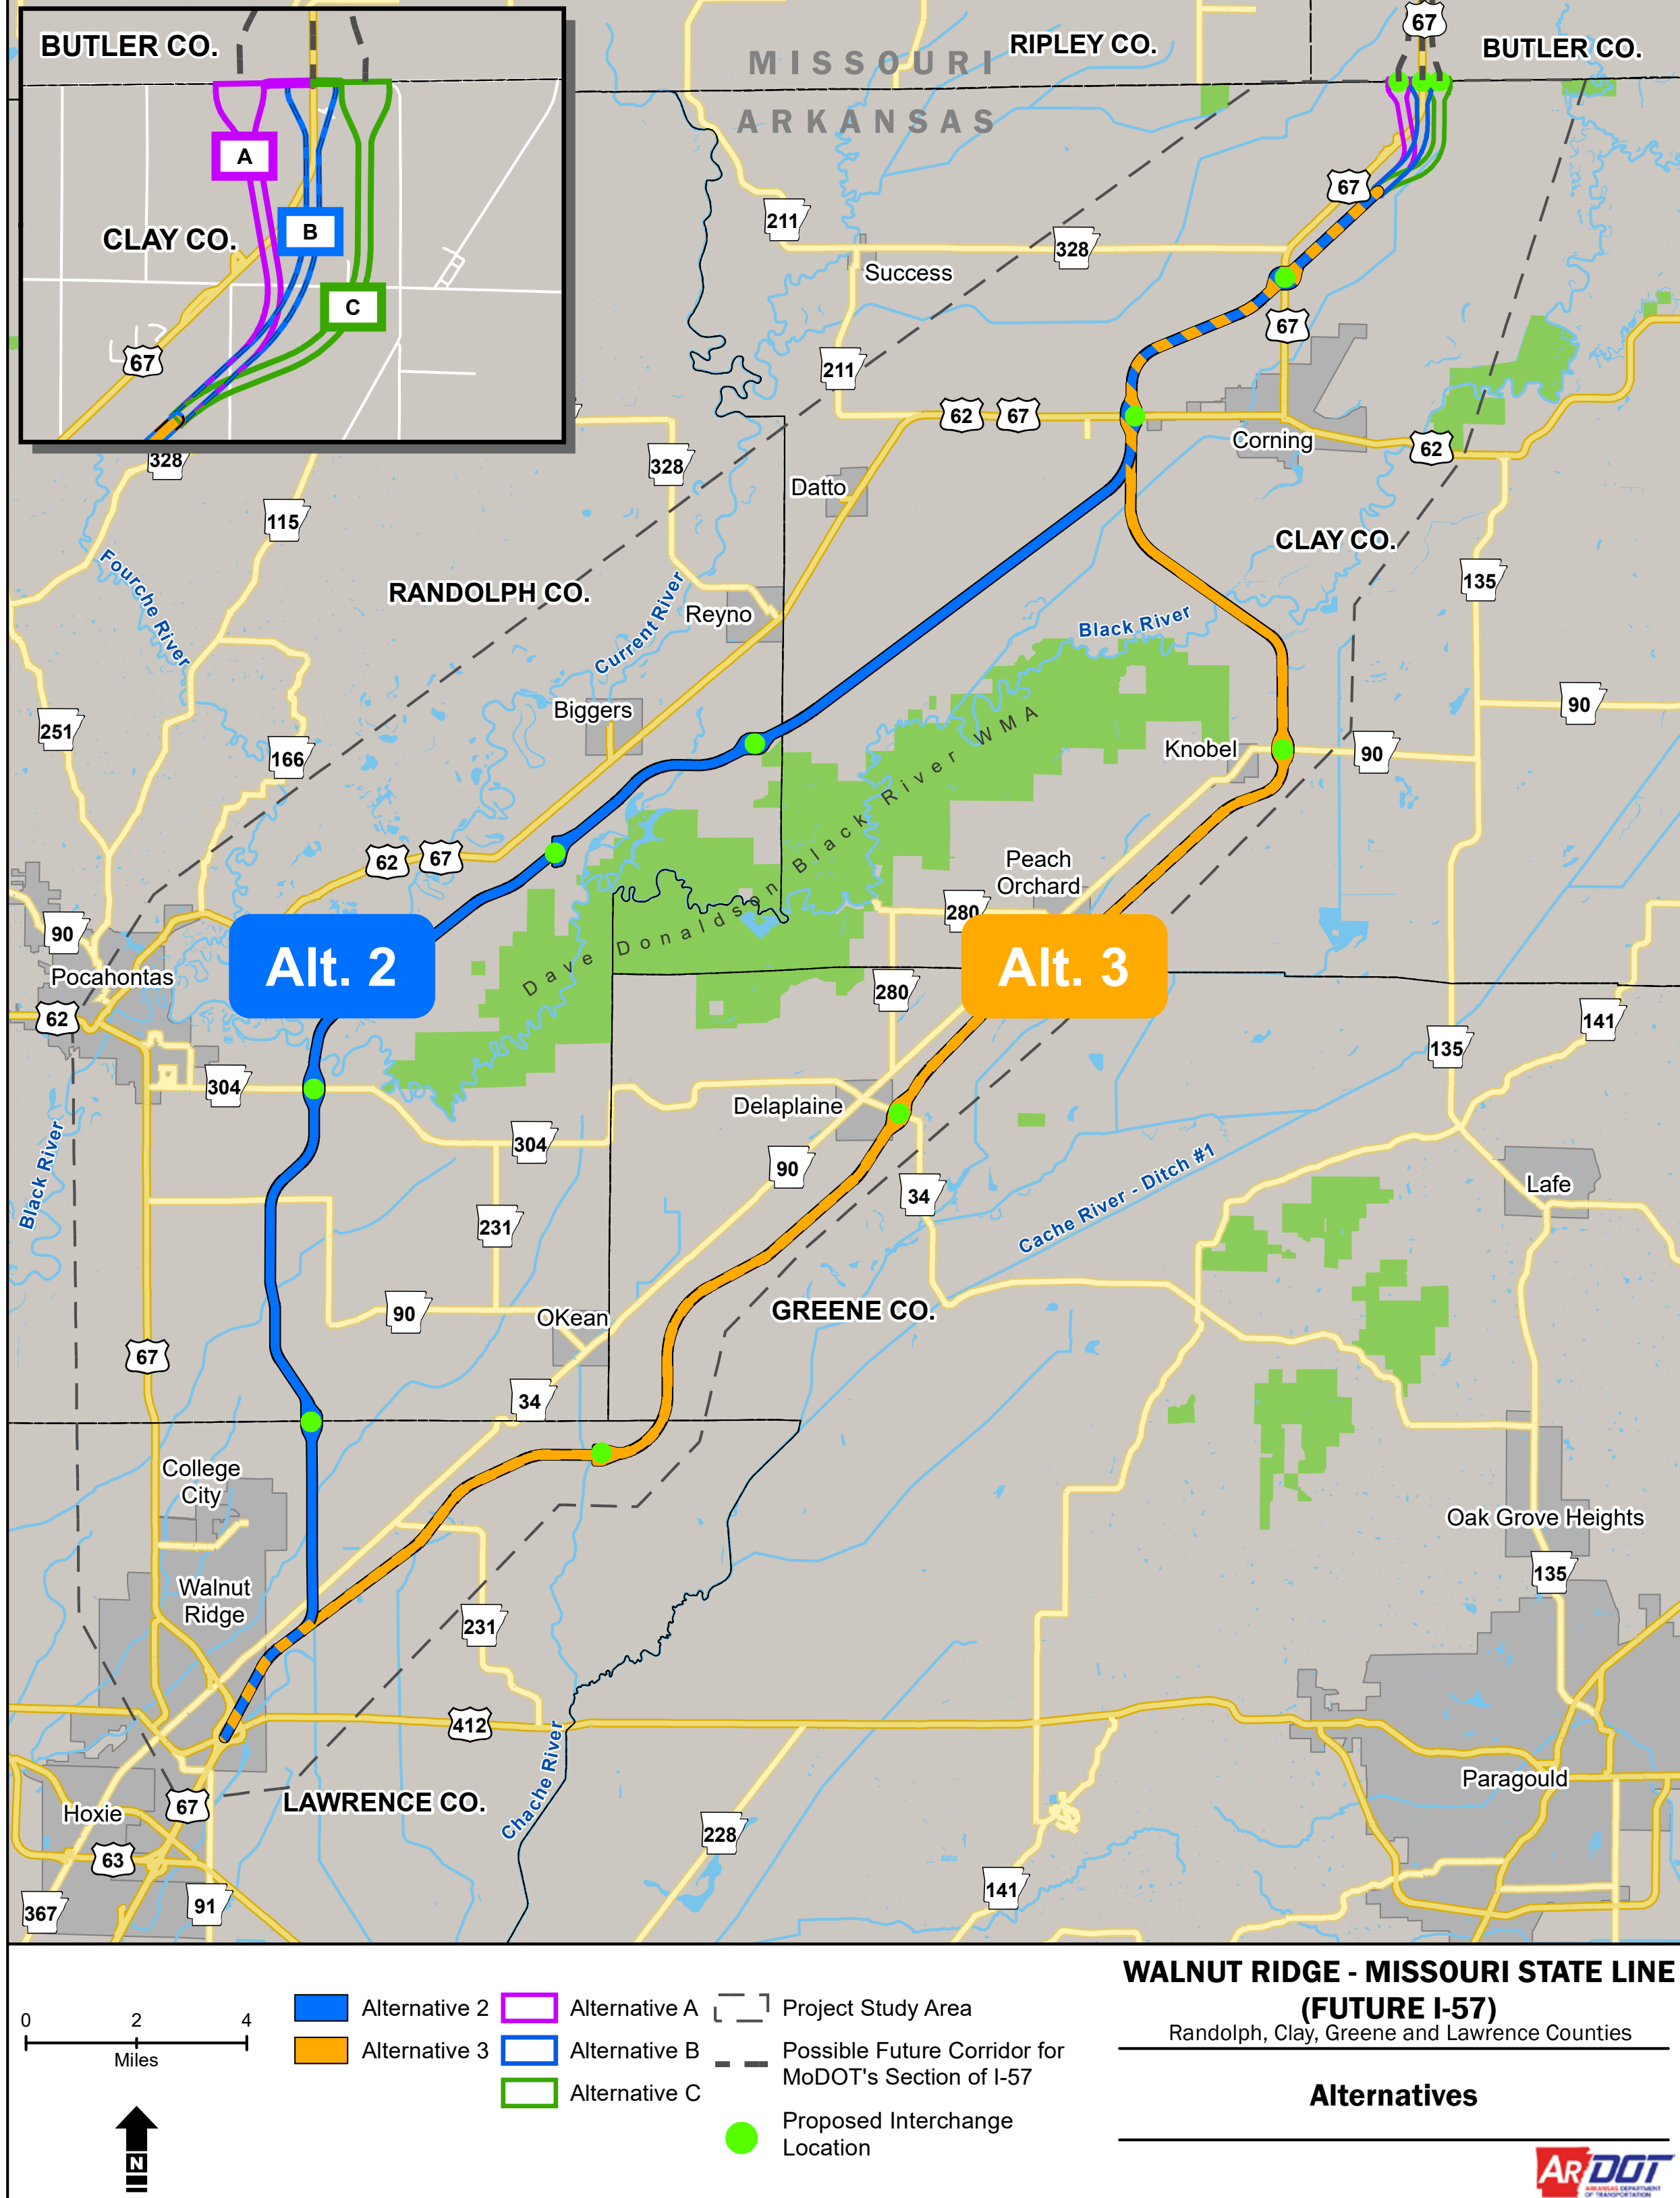 BUTLER CO.
A
B
CLAY CO.
C
67
MISSOURI
ARKANSAS
RIPLEY CO.
67
BUTLER CO.
67
211
328
Success
67
211
62
67
62
Corning
62
328
328
Datto
115
CLAY CO.
135
Fourche River
RANDOLPH CO.
Current River
Reyno
Black River
Biggers
251
166
90
Knobel
90
Dave Donaldson Black River WMA
62
67
Peach
Orchard
280
90
Pocahontas
Alt. 2
Alt. 3
62
280
141
135
304
Delaplaine
304
90
34
Black River
Cache River - Ditch #1
Lafe
231
90
OKean
GREENE CO.
67
34
College
City
Oak Grove Heights
135
Walnut
Ridge
231
412
Chache River
Paragould
LAWRENCE CO.
Hoxie
67
63
228
367
91
141
0
2
4
Miles
N
Alternative 2
Alternative 3
Alternative A
Alternative B
Alternative C
Project Study Area
Possible Future Corridor for
MoDOT's Section of I-57
Proposed Interchange
Location
WALNUT RIDGE - MISSOURI STATE LINE
(FUTURE I-57)
Randolph, Clay, Greene and Lawrence Counties
Alternatives
ARDOT
ARKANSAS DEPARTMENT
OF TRANSPORTATION